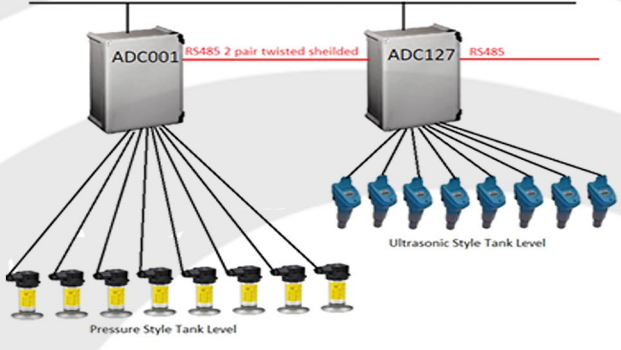 ADC001
RS485 2 pair twisted sheilded
ADC127
RS485
Ultrasonic Style Tank Level
Pressure Style Tank Level